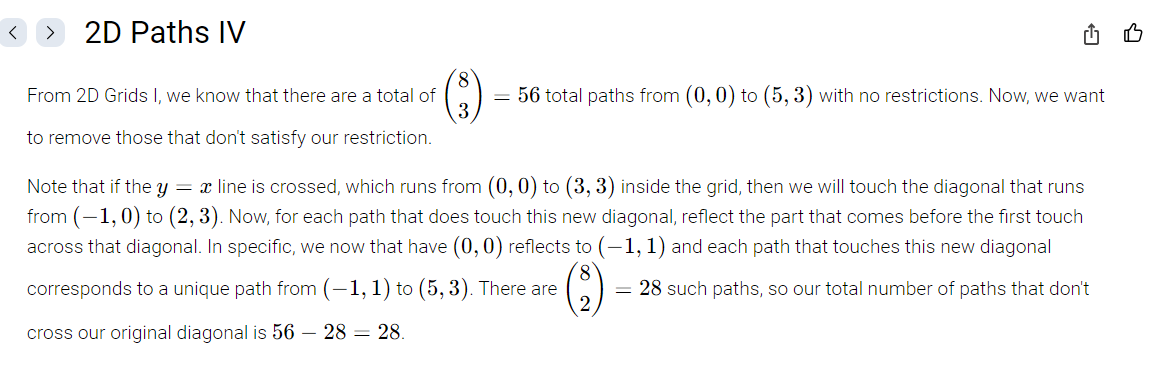 2D Paths IV
From 2D Grids I, we know that there are a total of \binom{8}{3} = 56 total paths from (0, 0) to (5, 3) with no restrictions. Now, we want
to remove those that don't satisfy our restriction.
Note that if the y = x line is crossed, which runs from (0, 0) to (3, 3) inside the grid, then we will touch the diagonal that runs
from (−1, 0) to (2, 3). Now, for each path that does touch this new diagonal, reflect the part that comes before the first touch
across that diagonal. In specific, we now that have (0, 0) reflects to (−1, 1) and each path that touches this new diagonal
corresponds to a unique path from (−1, 1) to (5, 3). There are \binom{8}{2} = 28 such paths, so our total number of paths that don't
cross our original diagonal is 56 − 28 = 28.